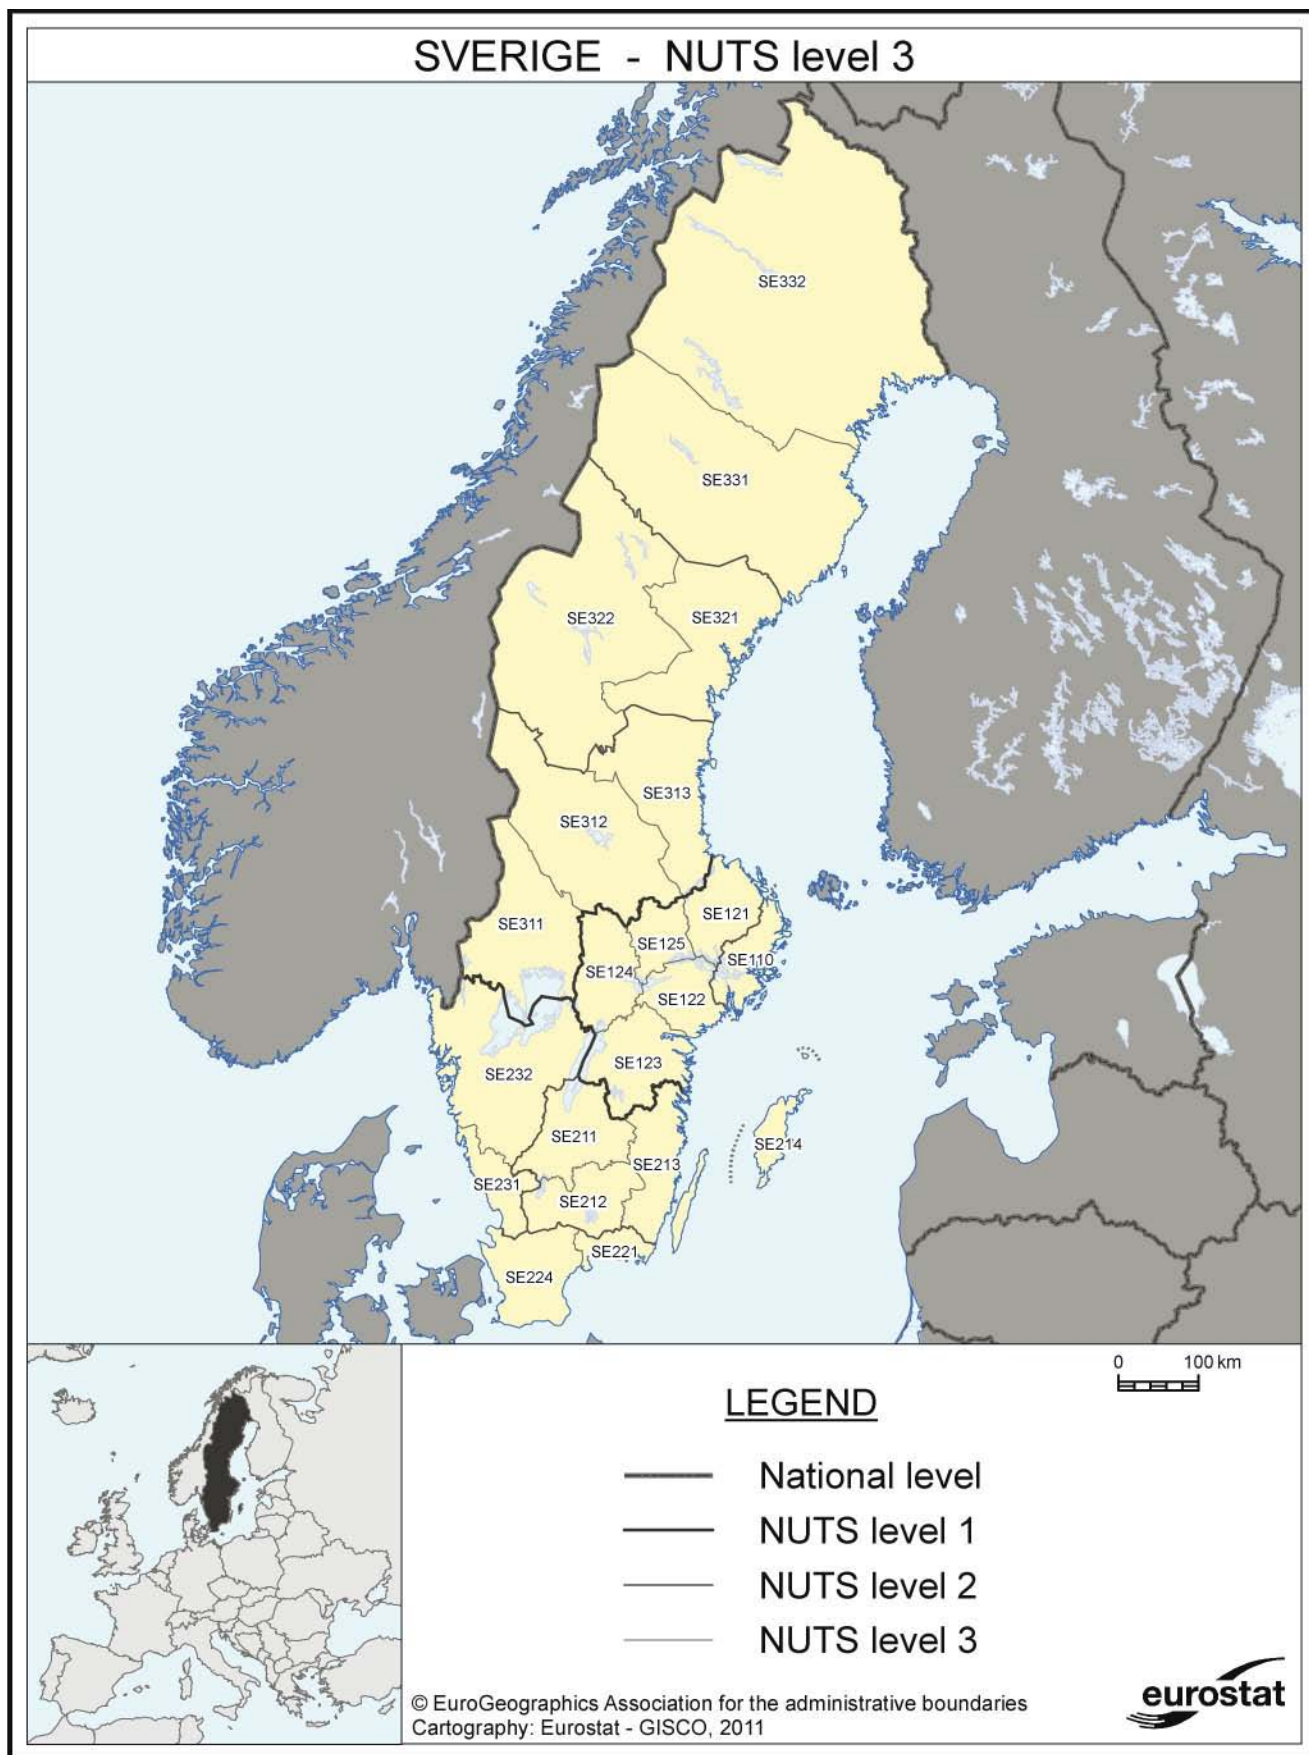 SVERIGE - NUTS level 3
SE332
SE331
SE322
SE321
SE313
SE312
SE311
SE121
SE125
SE110
SE124
SE122
SE123
SE232
SE211
SE214
SE213
SE231
SE212
SE221
SE224
0 100 km
LEGEND
National level
NUTS level 1
NUTS level 2
NUTS level 3
© EuroGeographics Association for the administrative boundaries
Cartography: Eurostat - GISCO, 2011
eurostat